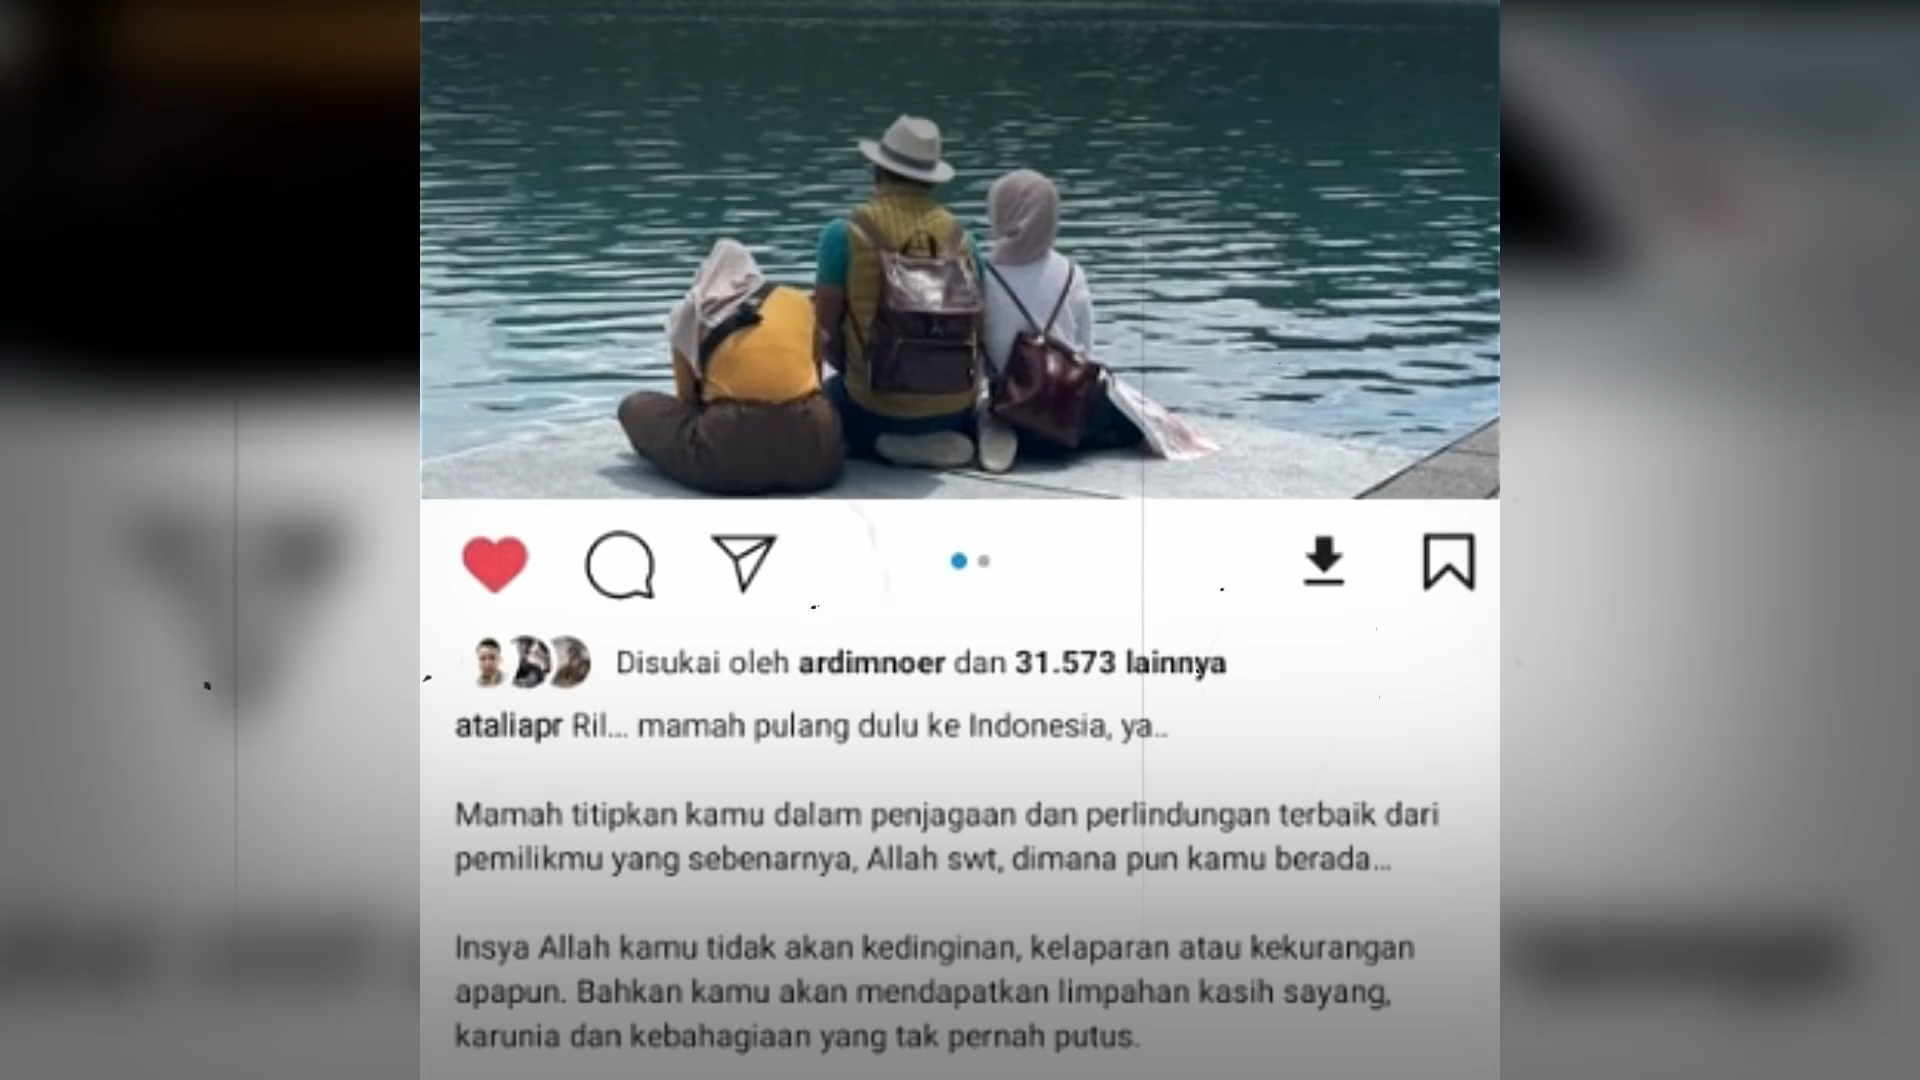 Disukai oleh ardimnoer dan 31.573 lainnya
ataliapr Ril... mamah pulang dulu ke Indonesia, ya..
Mamah titipkan kamu dalam penjagaan dan perlindungan terbaik dari
pemilikmu yang sebenarnya, Allah swt, dimana pun kamu berada...
Insya Allah kamu tidak akan kedinginan, kelaparan atau kekurangan
apapun. Bahkan kamu akan mendapatkan limpahan kasih sayang,
karunia dan kebahagiaan yang tak pernah putus.